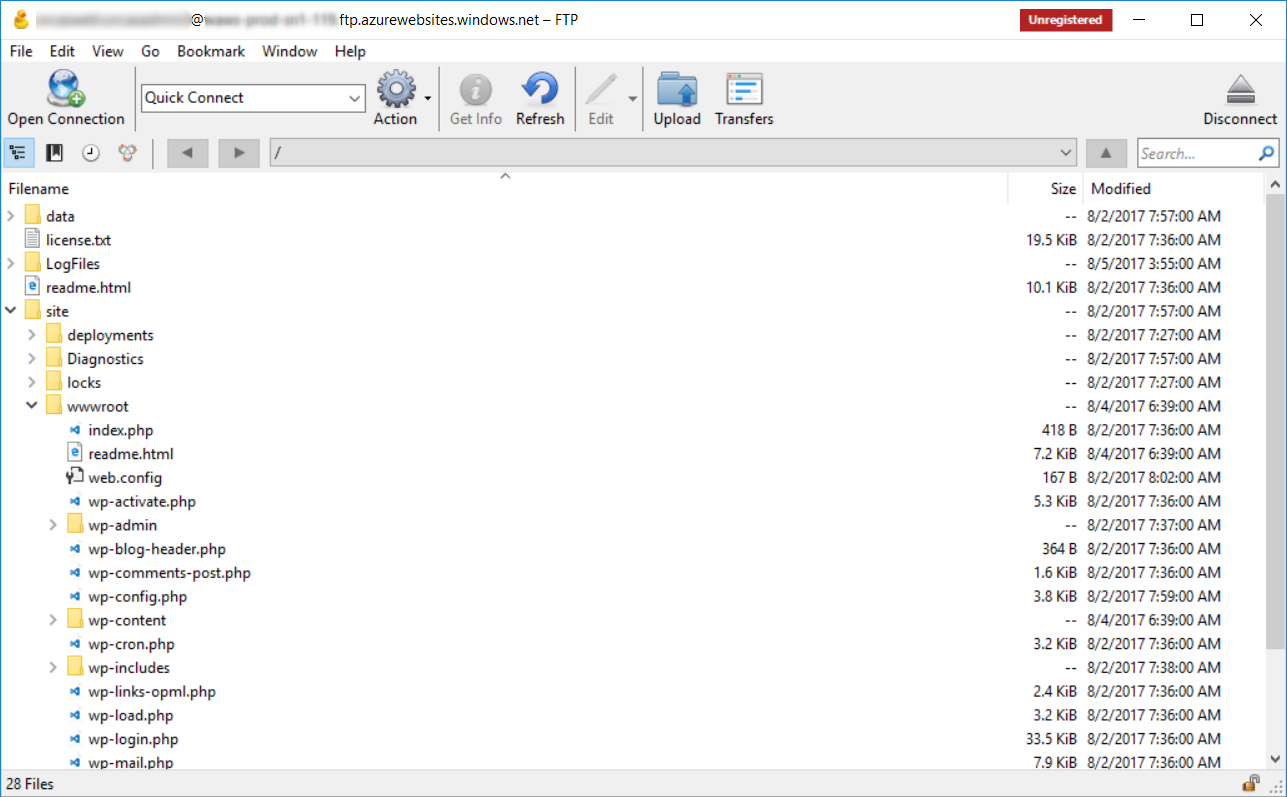 @ ftp.azurewebsites.windows.net – FTP Unregistered
File Edit View Go Bookmark Window Help
Open Connection Quick Connect Action Get Info Refresh Edit Upload Transfers Disconnect
/ Search...
Filename Size Modified
data -- 8/2/2017 7:57:00 AM
license.txt 19.5 KiB 8/2/2017 7:36:00 AM
LogFiles -- 8/5/2017 3:55:00 AM
readme.html 10.1 KiB 8/2/2017 7:36:00 AM
site -- 8/2/2017 7:57:00 AM
deployments -- 8/2/2017 7:27:00 AM
Diagnostics -- 8/2/2017 7:57:00 AM
locks -- 8/2/2017 7:27:00 AM
wwwroot -- 8/4/2017 6:39:00 AM
index.php 418 B 8/2/2017 7:36:00 AM
readme.html 7.2 KiB 8/4/2017 6:39:00 AM
web.config 167 B 8/2/2017 8:02:00 AM
wp-activate.php 5.3 KiB 8/2/2017 7:36:00 AM
wp-admin -- 8/2/2017 7:37:00 AM
wp-blog-header.php 364 B 8/2/2017 7:36:00 AM
wp-comments-post.php 1.6 KiB 8/2/2017 7:36:00 AM
wp-config.php 3.8 KiB 8/2/2017 7:59:00 AM
wp-content -- 8/4/2017 6:39:00 AM
wp-cron.php 3.2 KiB 8/2/2017 7:36:00 AM
wp-includes -- 8/2/2017 7:38:00 AM
wp-links-opml.php 2.4 KiB 8/2/2017 7:36:00 AM
wp-load.php 3.2 KiB 8/2/2017 7:36:00 AM
wp-login.php 33.5 KiB 8/2/2017 7:36:00 AM
wp-mail.php 7.9 KiB 8/2/2017 7:36:00 AM
28 Files